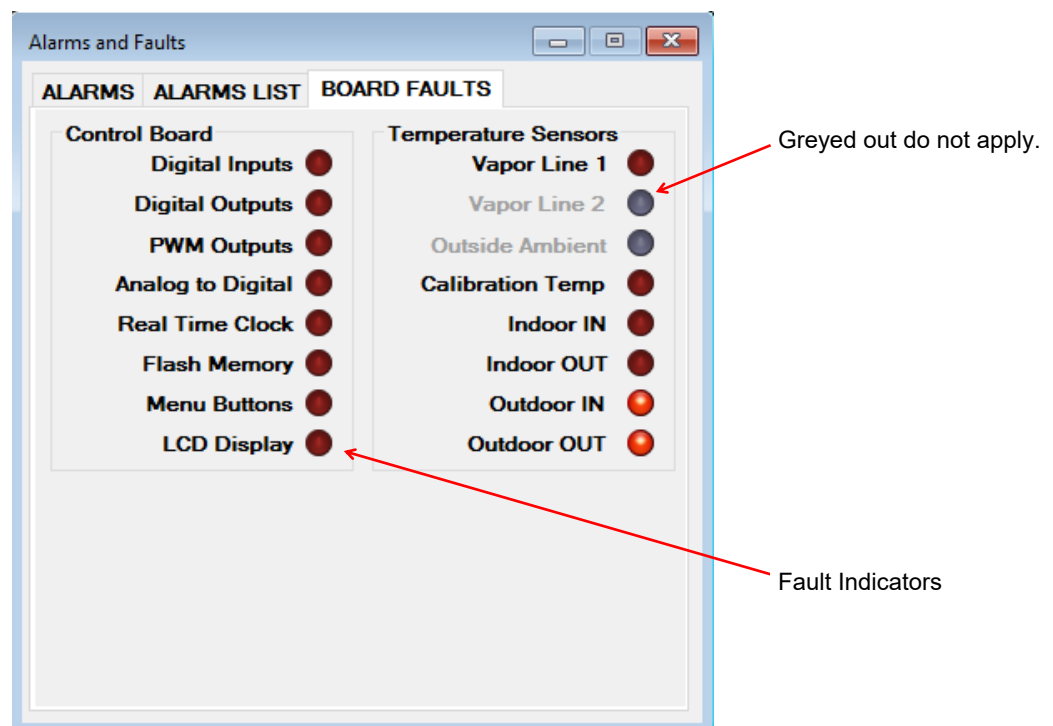 Alarms and Faults
ALARMS ALARMS LIST BOARD FAULTS
Control Board
Digital Inputs
Digital Outputs
PWM Outputs
Analog to Digital
Real Time Clock
Flash Memory
Menu Buttons
LCD Display
Temperature Sensors
Vapor Line 1
Vapor Line 2
Outside Ambient
Calibration Temp
Indoor IN
Indoor OUT
Outdoor IN
Outdoor OUT
Greyed out do not apply.
Fault Indicators